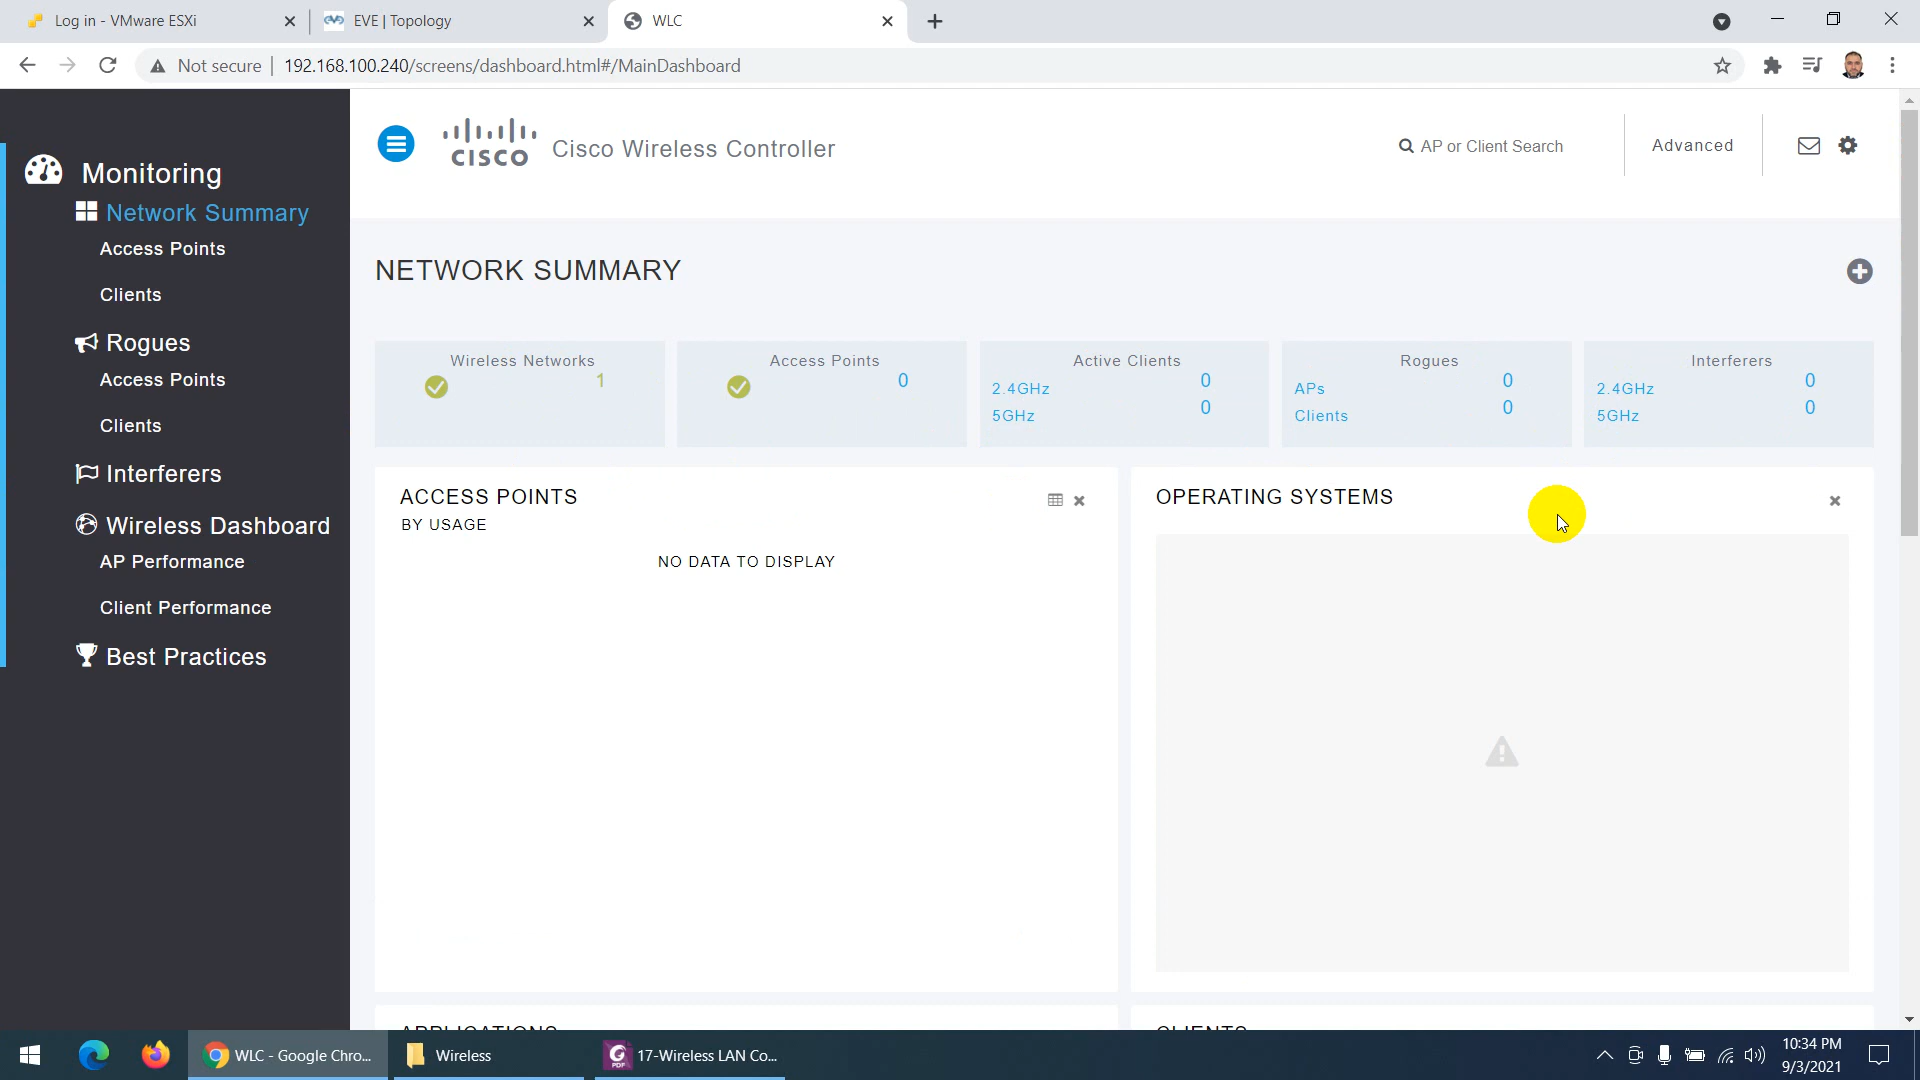 Log in - VMware ESXi
EVE | Topology
WLC
Not secure
192.168.100.240/screens/dashboard.html#/MainDashboard
Monitoring
Network Summary
Access Points
Clients
Rogues
Access Points
Clients
Interferers
Wireless Dashboard
AP Performance
Client Performance
Best Practices
CISCO
Cisco Wireless Controller
AP or Client Search
Advanced
NETWORK SUMMARY
Wireless Networks
1
Access Points
0
Active Clients
2.4GHz 0
5GHz 0
Rogues
APs 0
Clients 0
Interferers
2.4GHz 0
5GHz 0
ACCESS POINTS
BY USAGE
NO DATA TO DISPLAY
OPERATING SYSTEMS
APPLICATIONS
CLIENTS
WLC - Google Chro...
Wireless
PDF
17-Wireless LAN Co...
10:34 PM
9/3/2021